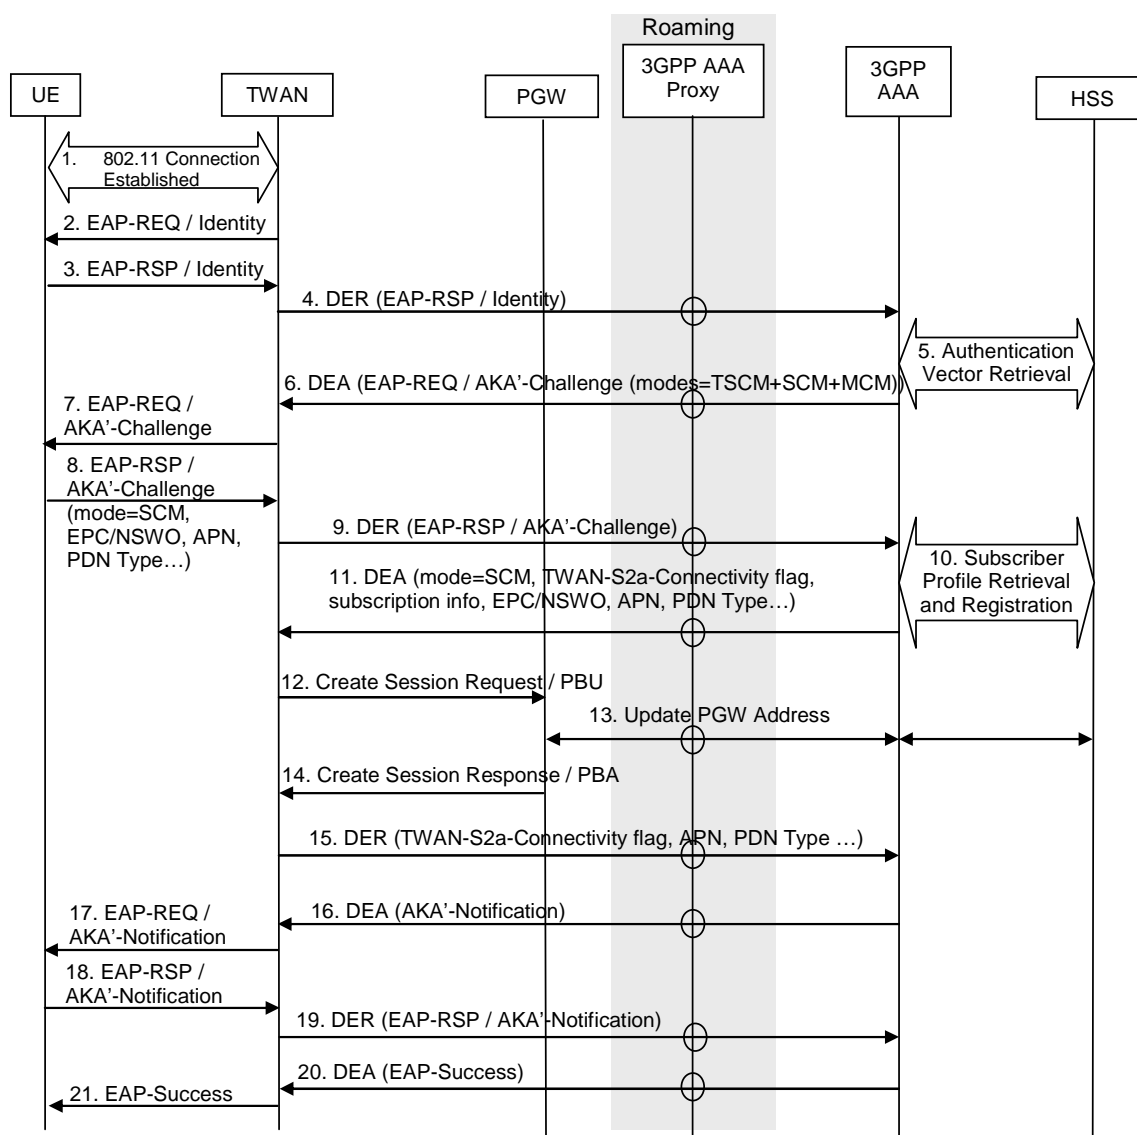 Roaming
UE
TWAN
PGW
3GPP AAA
Proxy
3GPP
AAA
HSS
1. 802.11 Connection
Established
2. EAP-REQ / Identity
3. EAP-RSP / Identity
4. DER (EAP-RSP / Identity)
5. Authentication
Vector Retrieval
6. DEA (EAP-REQ / AKA’-Challenge (modes=TSCM+SCM+MCM))
7. EAP-REQ /
AKA’-Challenge
8. EAP-RSP /
AKA’-Challenge
(mode=SCM,
EPC/NSWO, APN,
PDN Type…)
9. DER (EAP-RSP / AKA’-Challenge)
10. Subscriber
Profile Retrieval
and Registration
11. DEA (mode=SCM, TWAN-S2a-Connectivity flag,
subscription info, EPC/NSWO, APN, PDN Type…)
12. Create Session Request / PBU
13. Update PGW Address
14. Create Session Response / PBA
15. DER (TWAN-S2a-Connectivity flag, APN, PDN Type …)
16. DEA (AKA’-Notification)
17. EAP-REQ /
AKA’-Notification
18. EAP-RSP /
AKA’-Notification
19. DER (EAP-RSP / AKA’-Notification)
20. DEA (EAP-Success)
21. EAP-Success